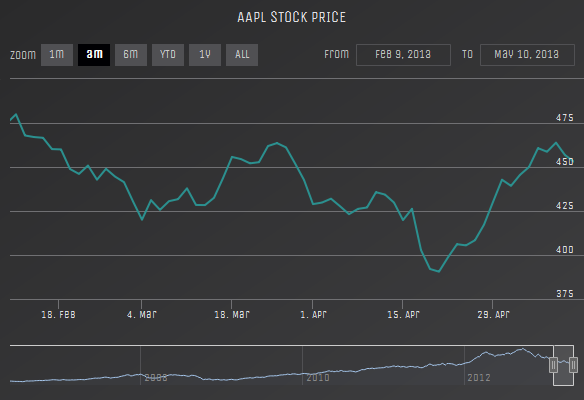 AAPL STOCK PRICE
Zoom 1m 3m 6m YTD 1y All From Feb 9, 2013 To May 10, 2013
475
450
425
400
375
18. Feb 4. Mar 18. Mar 1. Apr 15. Apr 29. Apr
2008 2010 2012